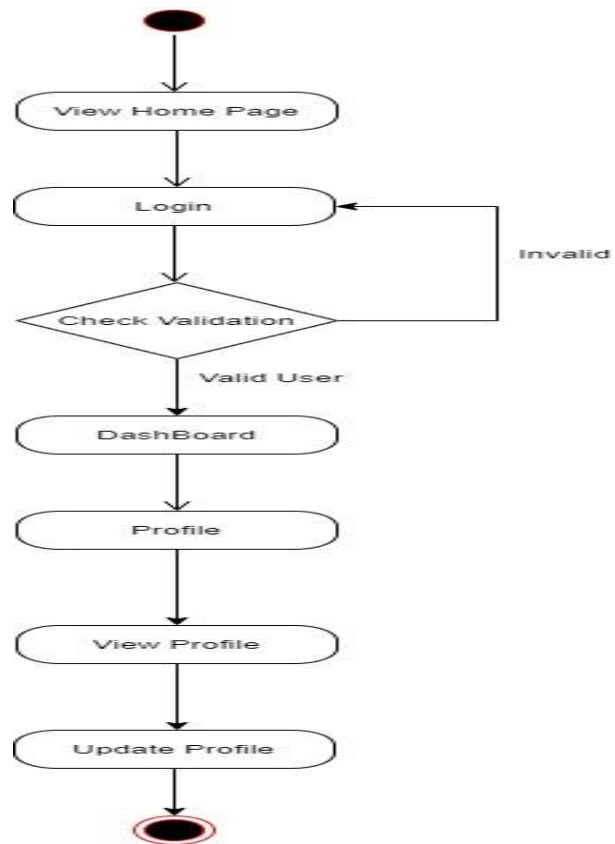 View Home Page
Login
Invalid
Check Validation
Valid User
DashBoard
Profile
View Profile
Update Profile